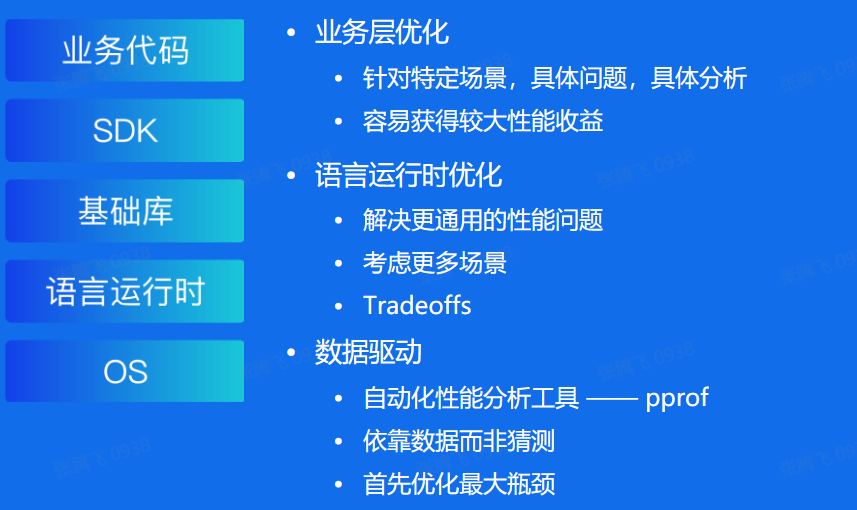 业务代码
SDK
基础库
语言运行时
OS
• 业务层优化
• 针对特定场景，具体问题，具体分析
• 容易获得较大性能收益
• 语言运行时优化
• 解决更通用的性能问题
• 考虑更多场景
• Tradeoffs
• 数据驱动
• 自动化性能分析工具 —— pprof
• 依靠数据而非猜测
• 首先优化最大瓶颈